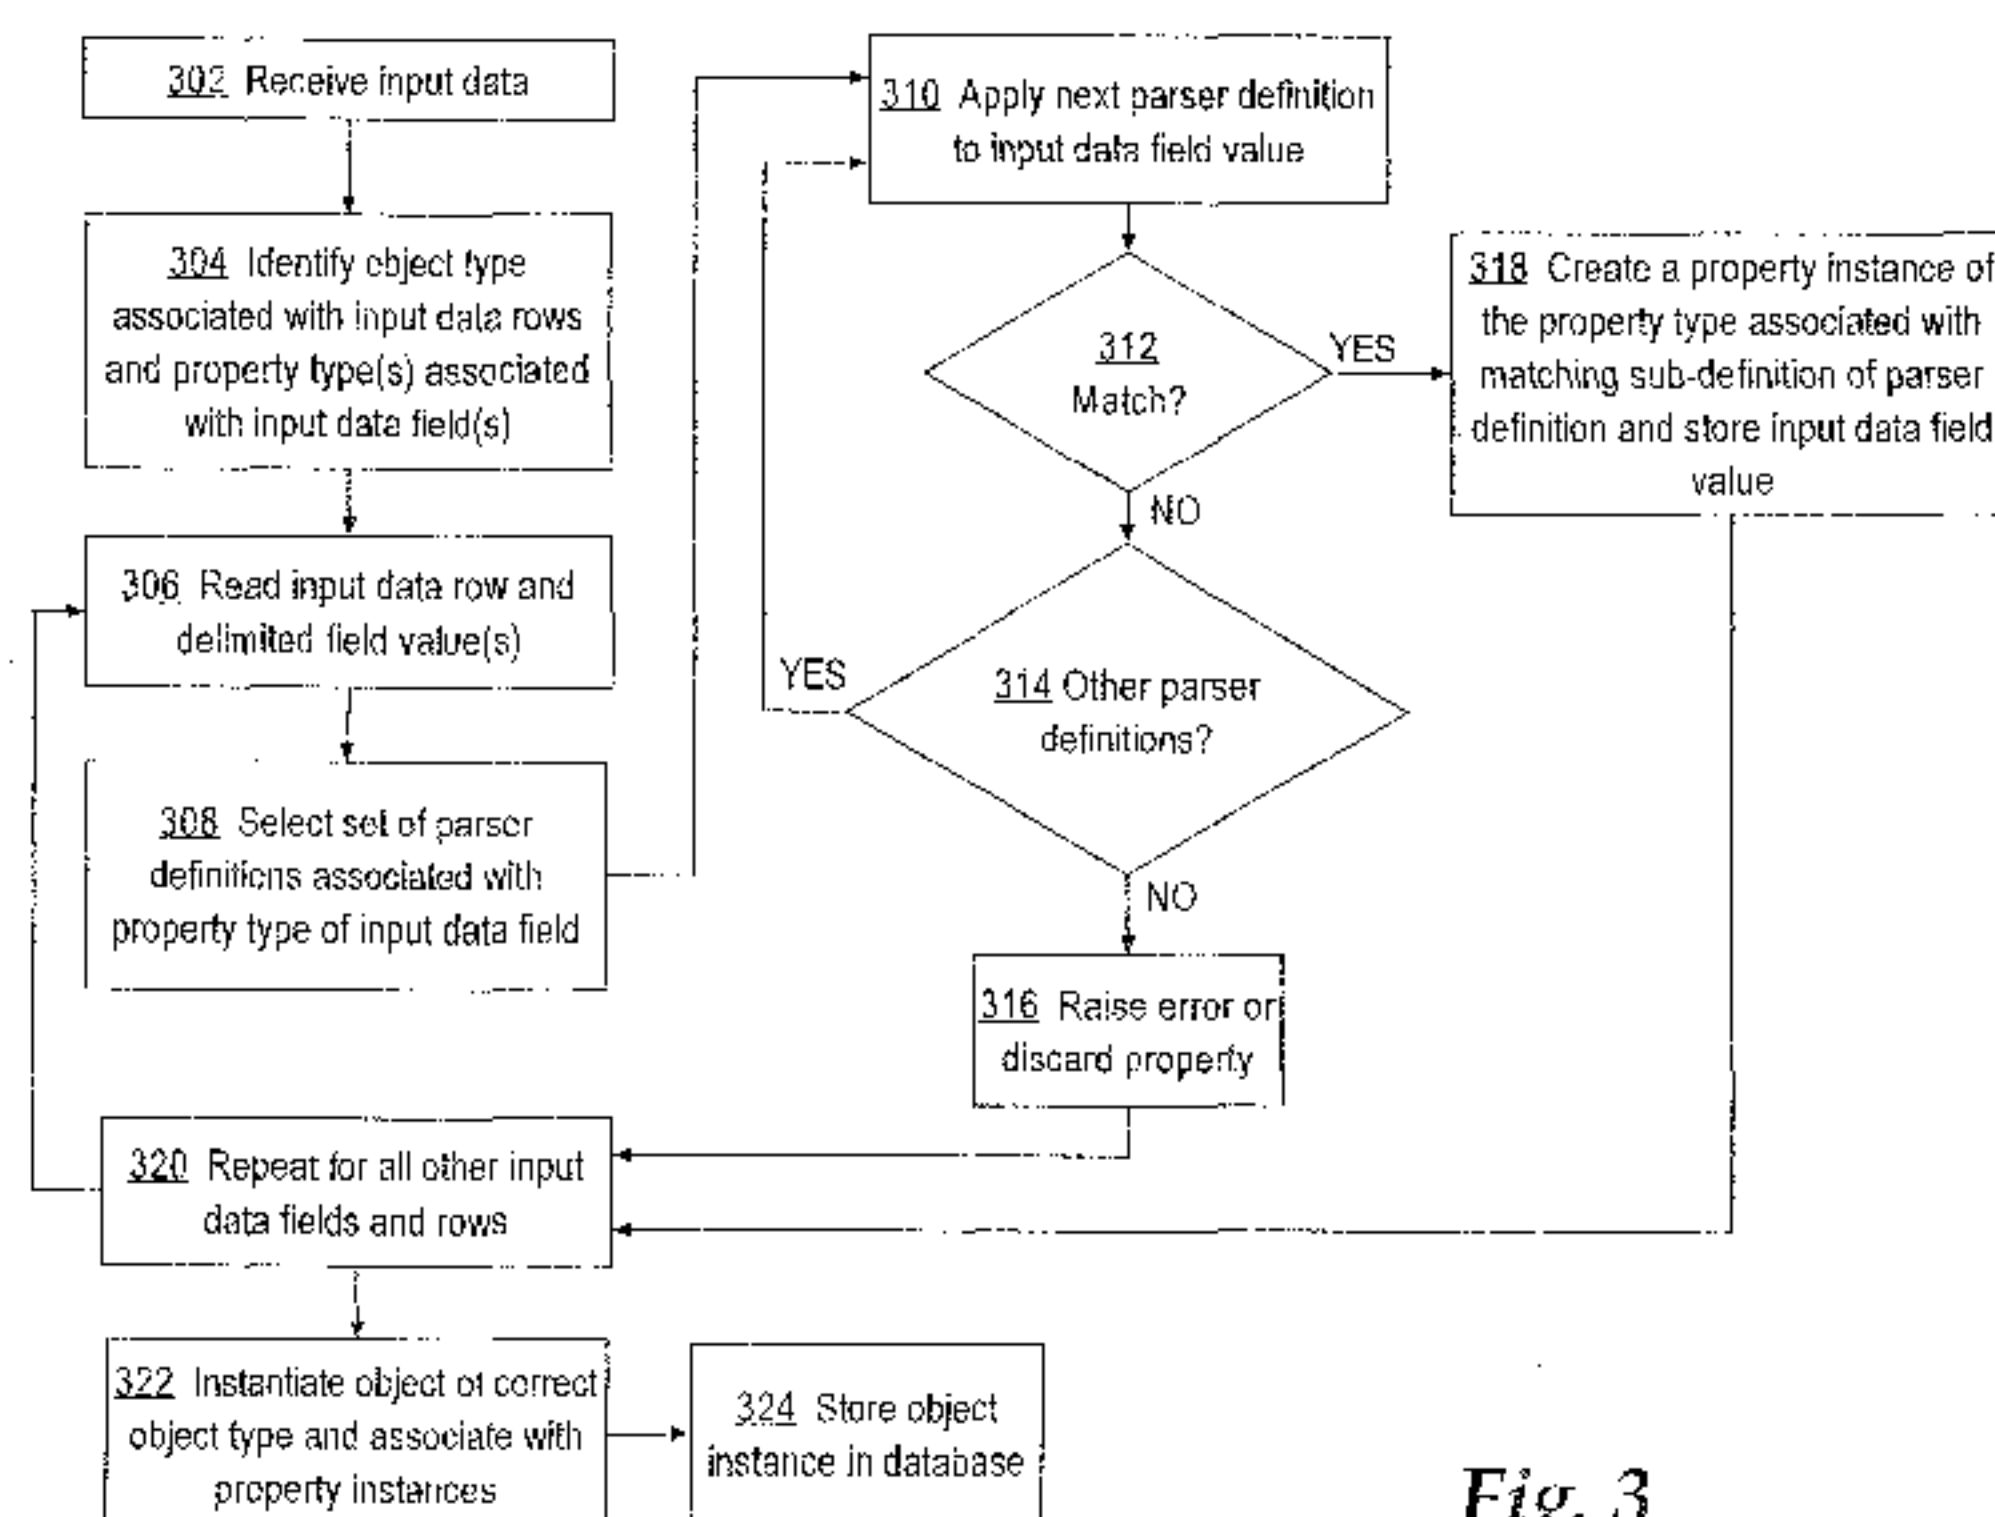 302 Receive input data
304 Identify object type
associated with input data rows
and property type(s) associated
with input data field(s)
306 Read input data row and
delimited field value(s)
308 Select set of parser
definitions associated with
property type of input data field
310 Apply next parser definition
to input data field value
312
Match?
YES
NO
318 Create a property instance of
the property type associated with
matching sub-definition of parser
definition and store input data field
value
314 Other parser
definitions?
YES
NO
316 Raise error or
discard property
320 Repeat for all other input
data fields and rows
322 Instantiate object of correct
object type and associate with
property instances
324 Store object
instance in database
Fig. 3